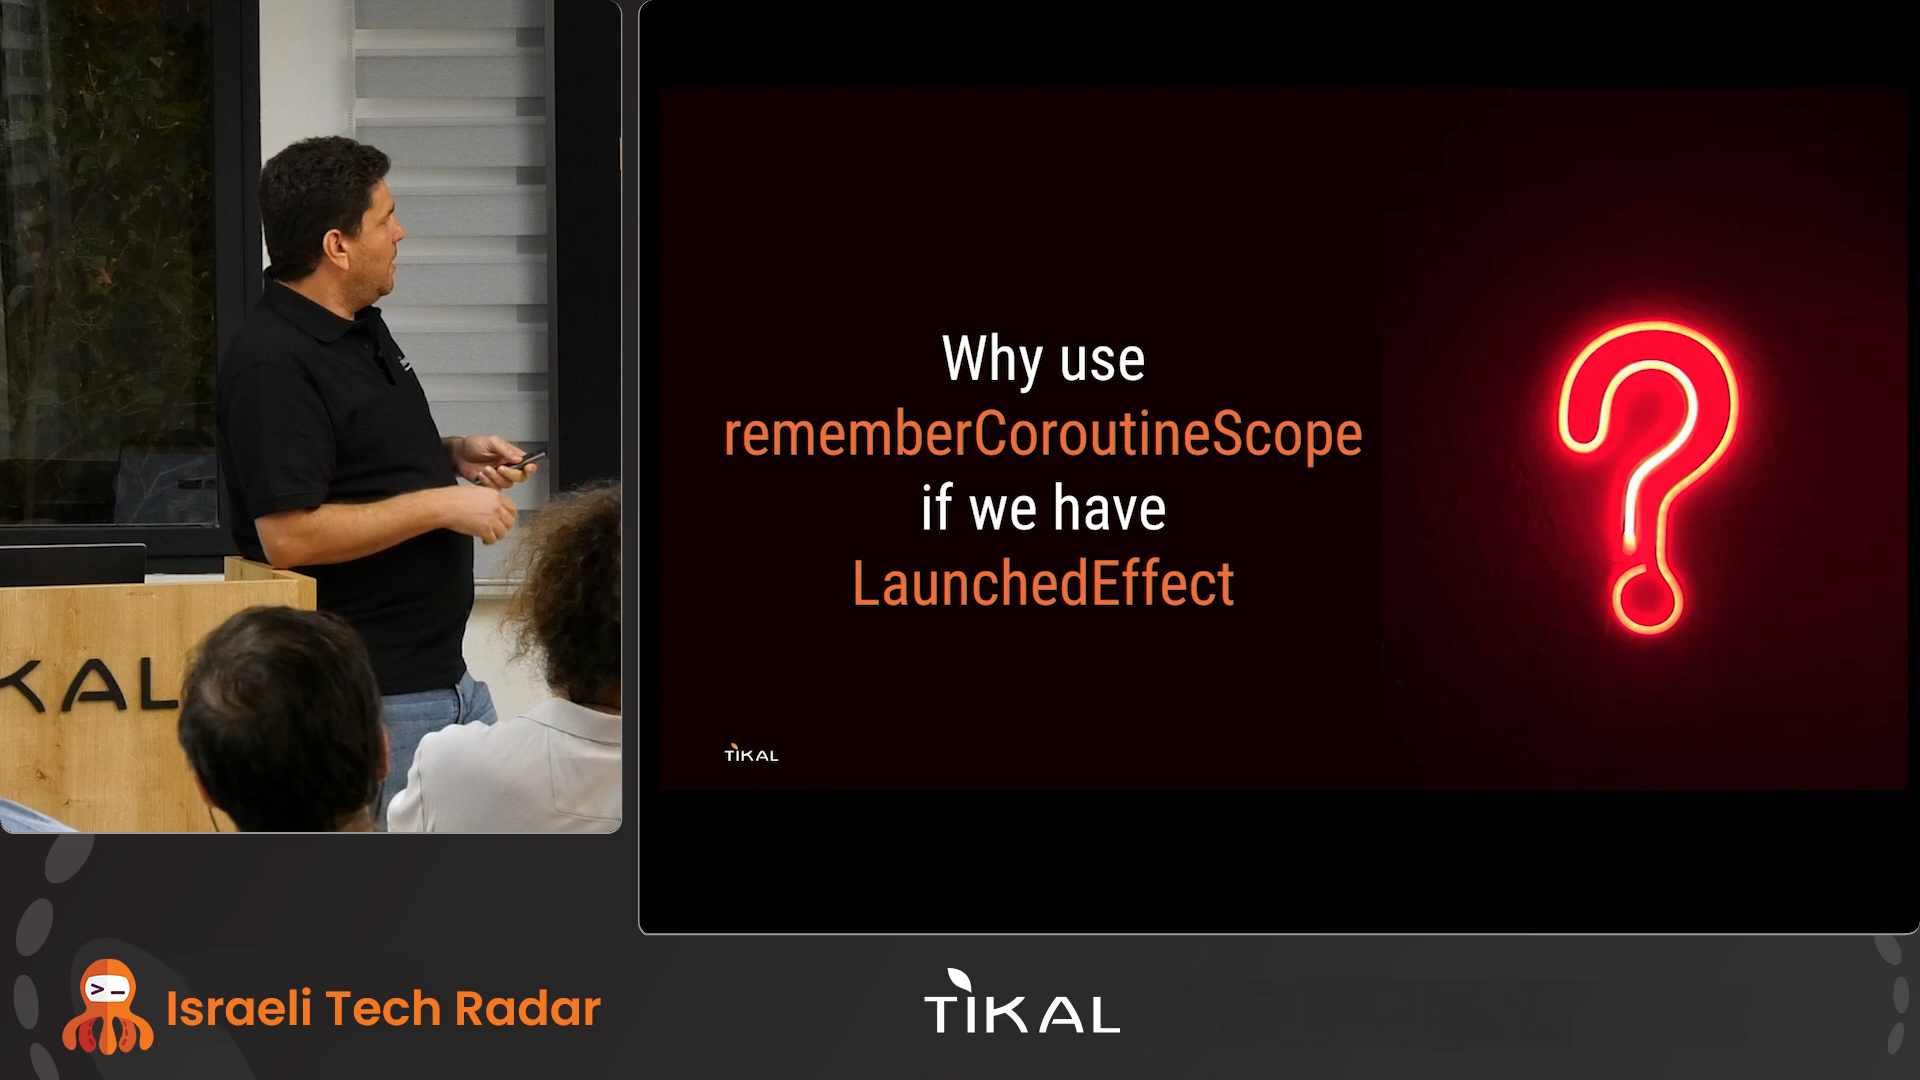 Why use
rememberCoroutineScope
if we have
LaunchedEffect
TIKAL
KAL
>_
Israeli Tech Radar
TIKAL